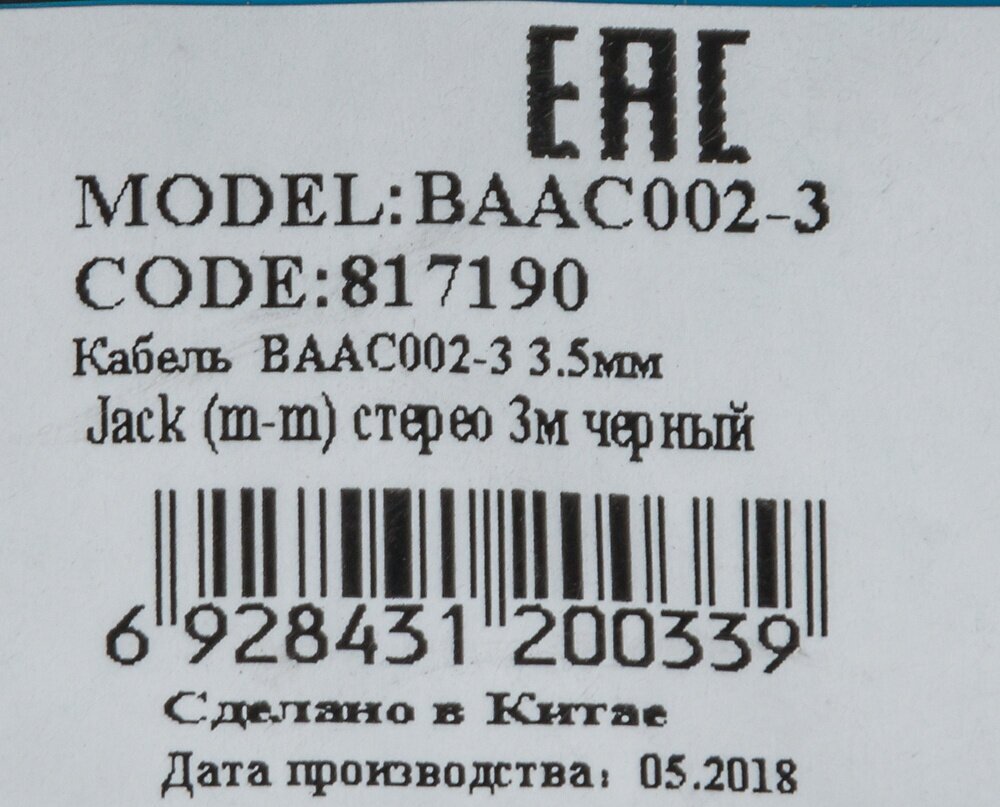 EAC
MODEL:BAAC002-3
CODE:817190
Кабель BAAC002-3 3.5мм
Jack (m-m) стерео 3м черный
6 928431 200339
Сделано в Китае
Дата производства: 05.2018